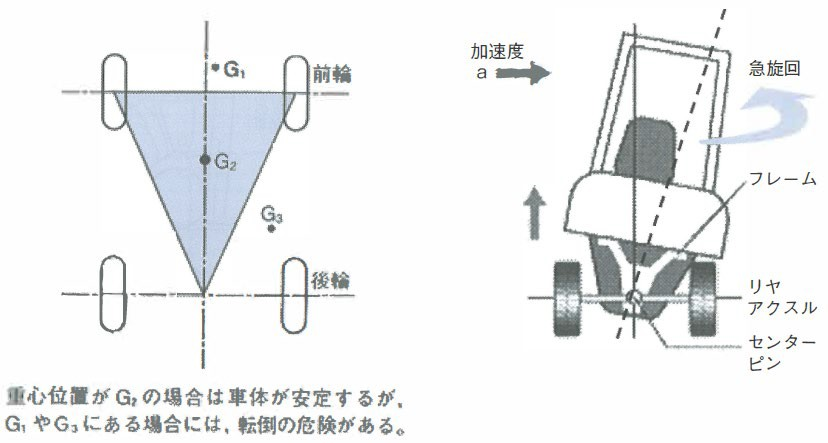 G₁
前輪
G₂
G₃
後輪
重心位置がG₂の場合は車体が安定するが，
G₁やG₃にある場合には，転倒の危険がある。
加速度
a
急旋回
フレーム
リヤ
アクスル
センター
ピン